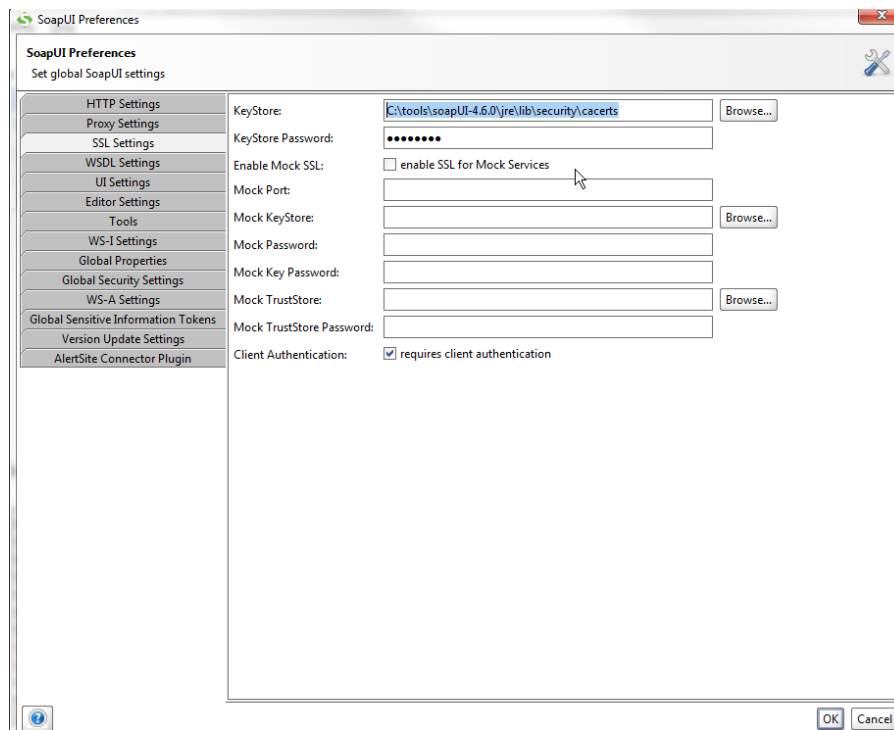 SoapUI Preferences
SoapUI Preferences
Set global SoapUI settings
HTTP Settings
Proxy Settings
SSL Settings
WSDL Settings
UI Settings
Editor Settings
Tools
WS-I Settings
Global Properties
Global Security Settings
WS-A Settings
Global Sensitive Information Tokens
Version Update Settings
AlertSite Connector Plugin
KeyStore: C:\tools\soapUI-4.6.0\jre\lib\security\cacerts Browse...
KeyStore Password: ••••••••
Enable Mock SSL: enable SSL for Mock Services
Mock Port:
Mock KeyStore: Browse...
Mock Password:
Mock Key Password:
Mock TrustStore: Browse...
Mock TrustStore Password:
Client Authentication: requires client authentication
OK Cancel